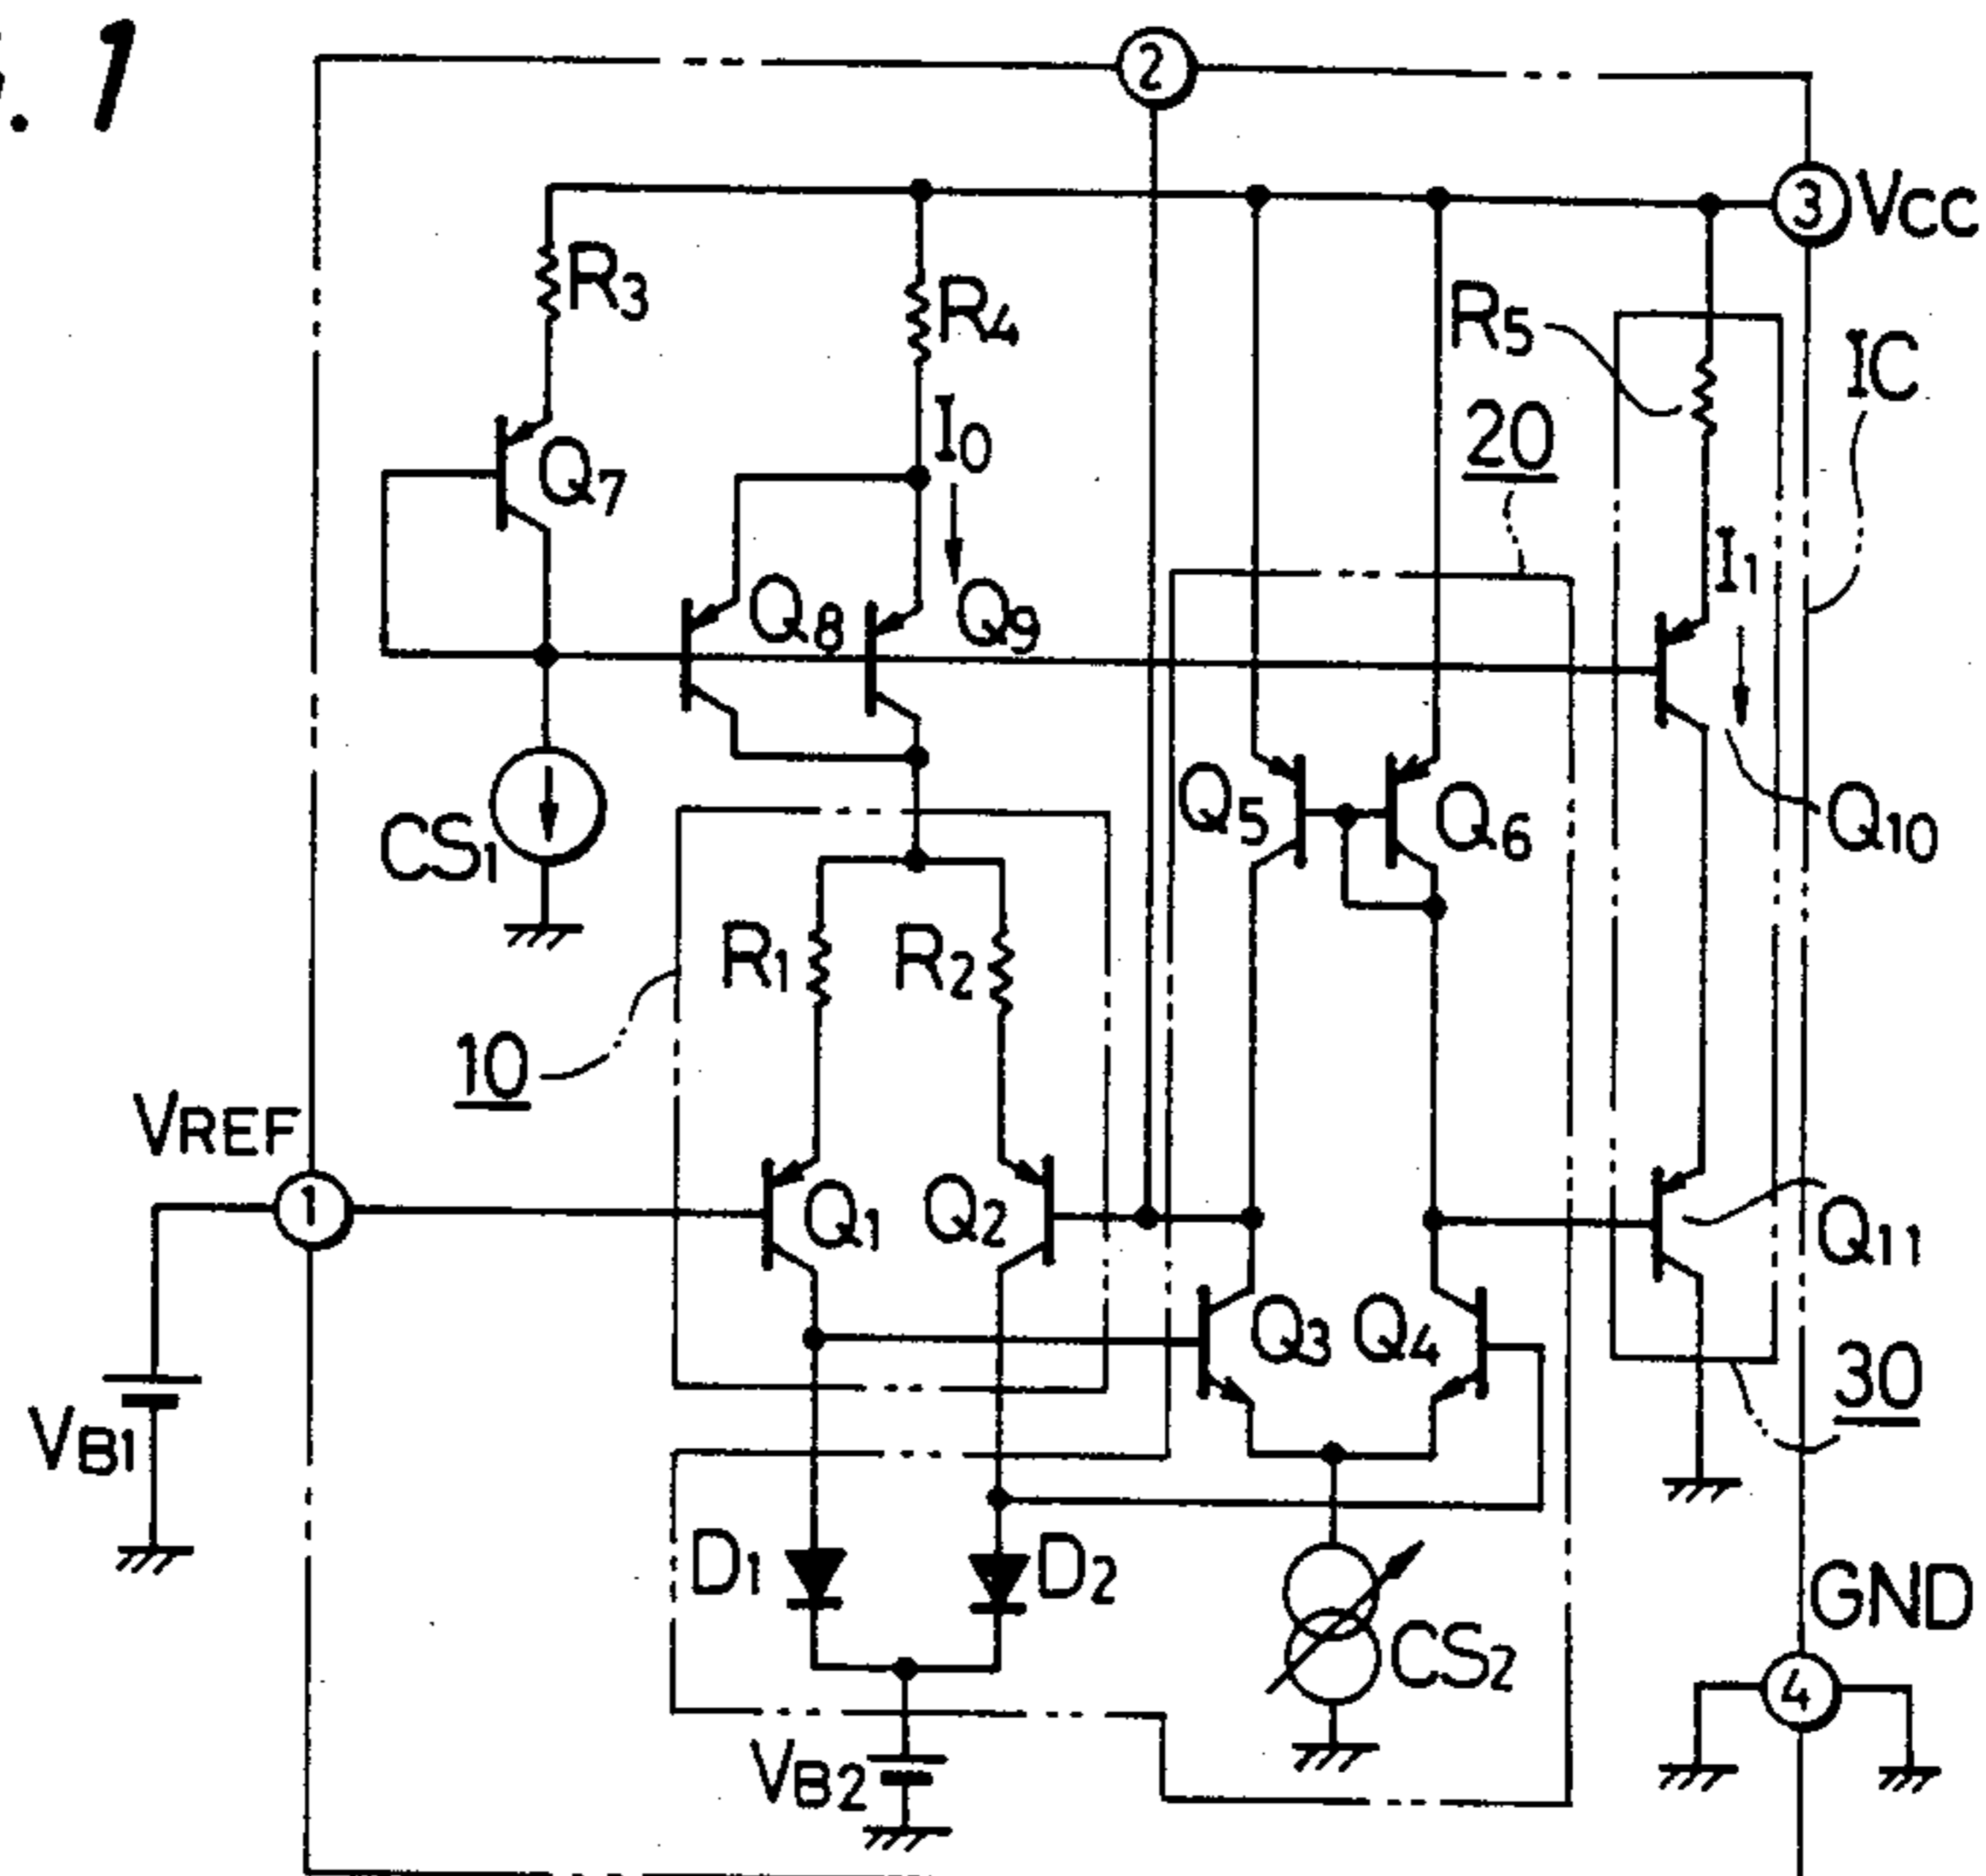 . 1
2
3 VCC
R3
R4
R5
IC
I0
20
Q7
I1
Q8
Q9
CS1
Q5
Q6
Q10
R1
R2
10
VREF
1
Q1
Q2
Q11
Q3
Q4
30
VB1
D1
D2
GND
CS2
4
VB2